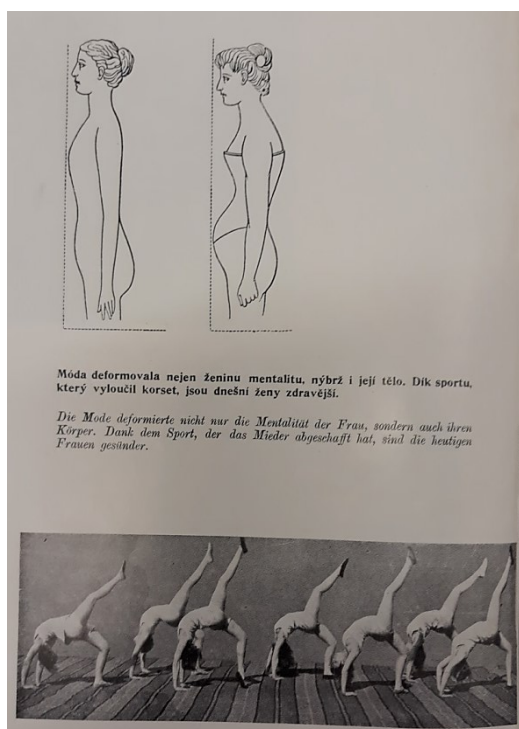 Móda deformovala nejen ženinu mentalitu, nýbrž i její tělo. Dík sportu,
který vyloučil korset, jsou dnešní ženy zdravější.
Die Mode deformierte nicht nur die Mentalität der Frau, sondern auch ihren
Körper. Dank dem Sport, der das Mieder abgeschafft hat, sind die heutigen
Frauen gesünder.